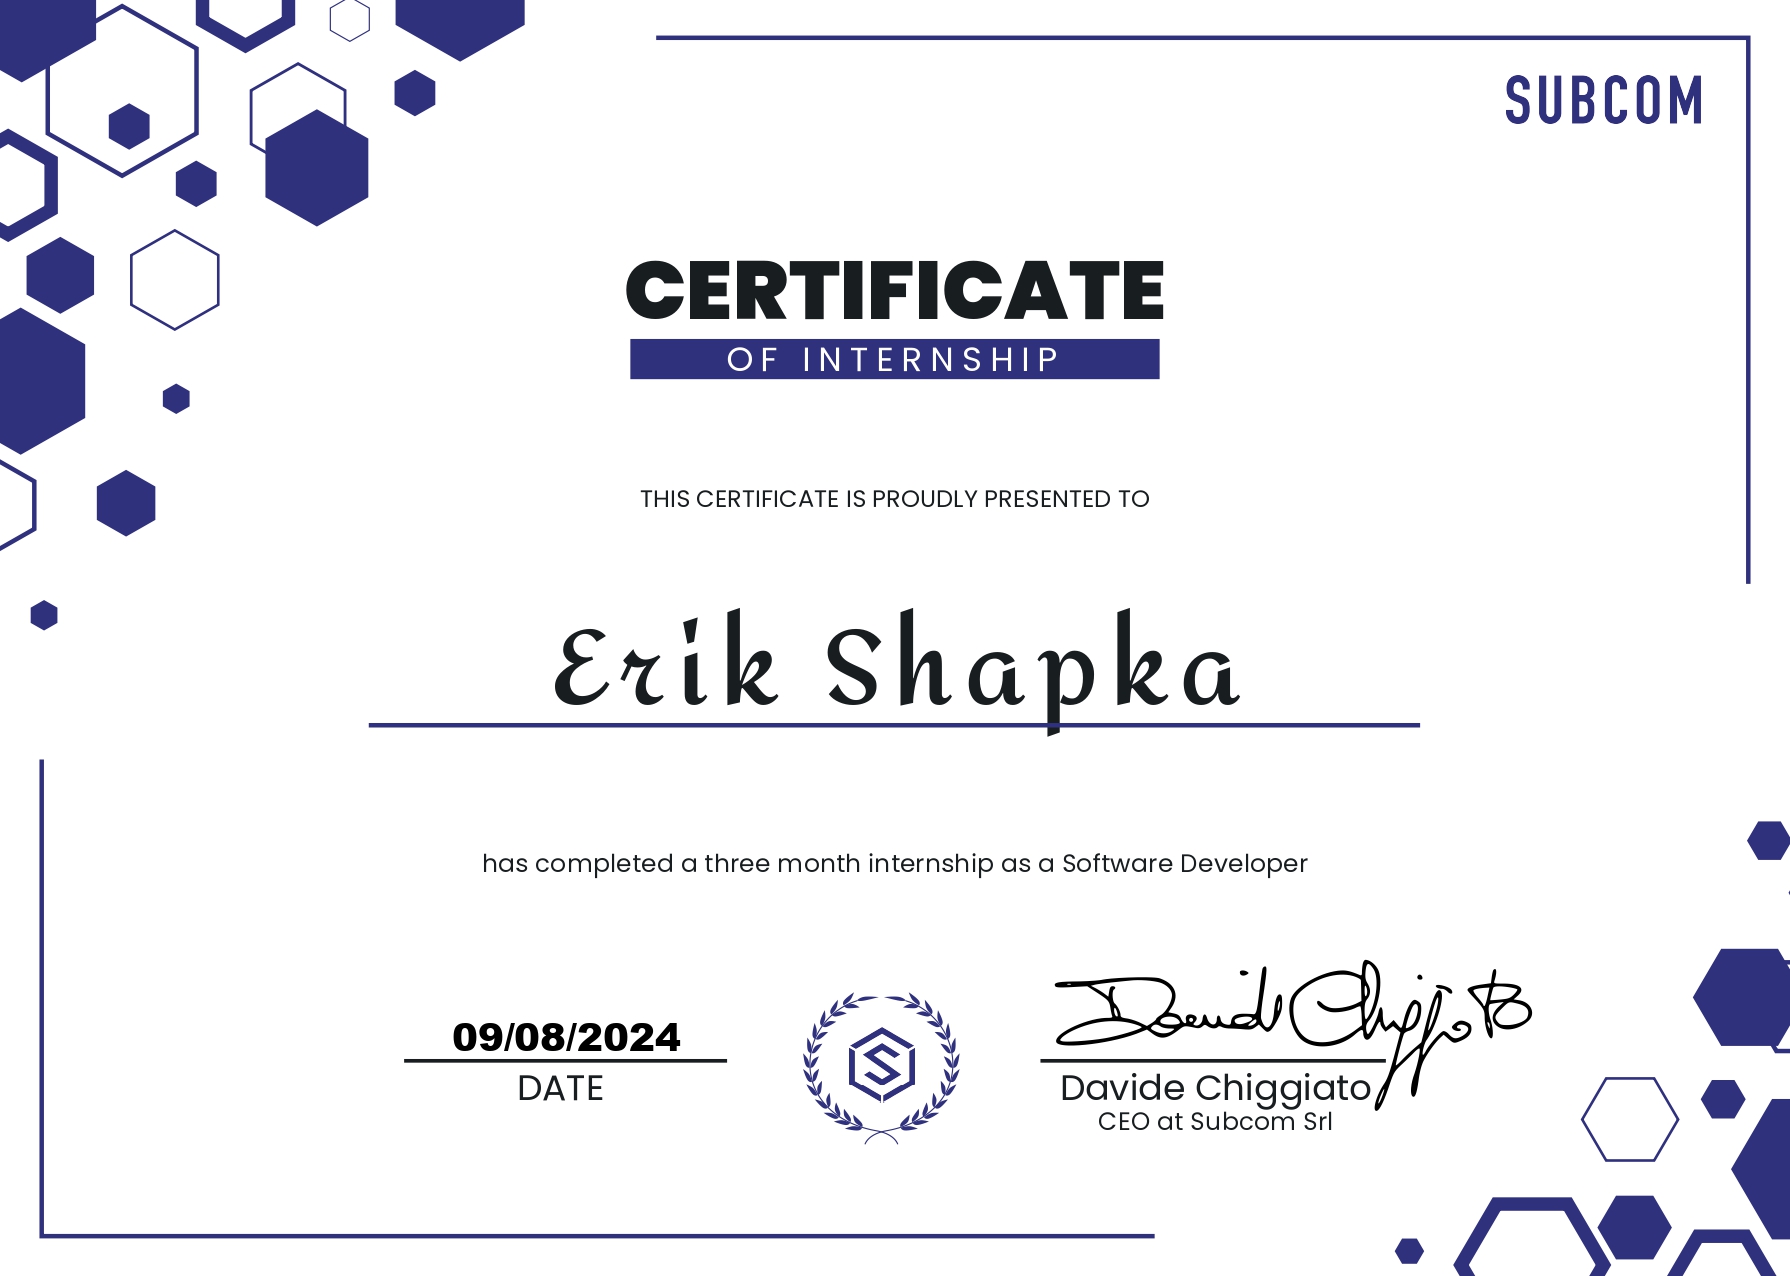 SUBCOM
CERTIFICATE
OF INTERNSHIP
THIS CERTIFICATE IS PROUDLY PRESENTED TO
Erik Shapka
has completed a three month internship as a Software Developer
09/08/2024
DATE
Davide Chiggiato
Davide Chiggiato
CEO at Subcom Srl